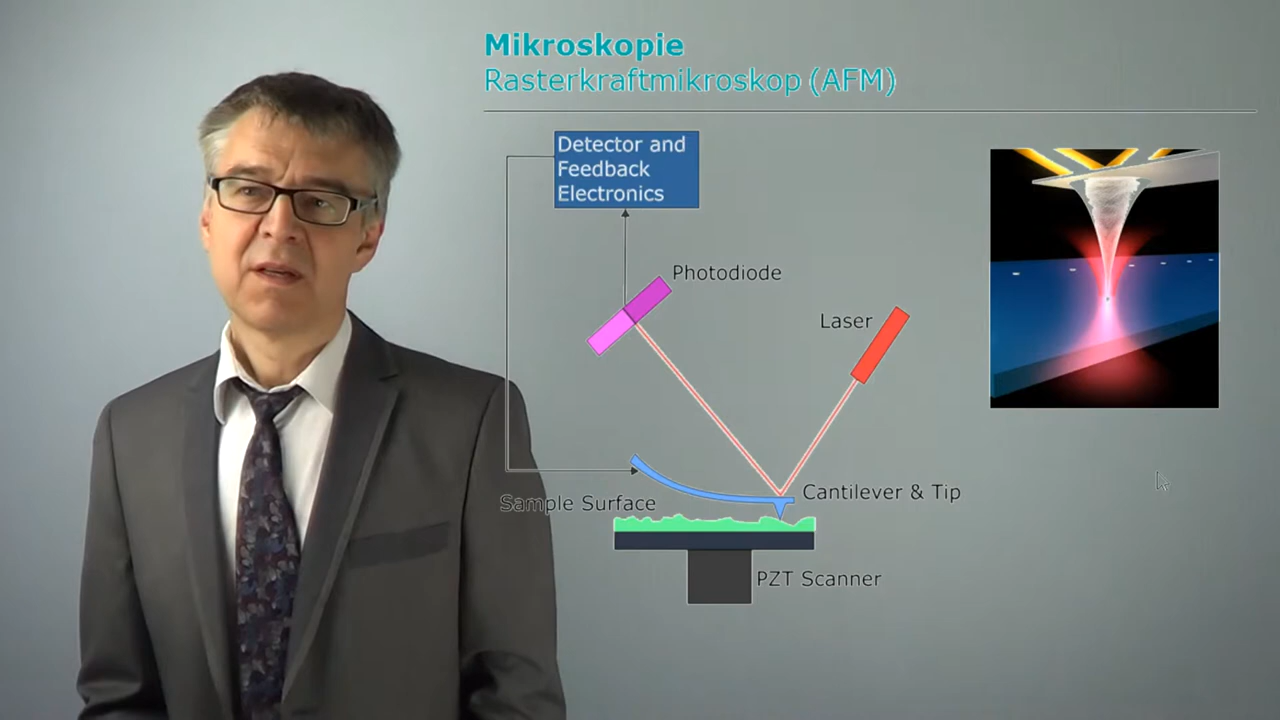 Mikroskopie
Rasterkraftmikroskop (AFM)
Detector and
Feedback
Electronics
Photodiode
Laser
Cantilever & Tip
Sample Surface
PZT Scanner